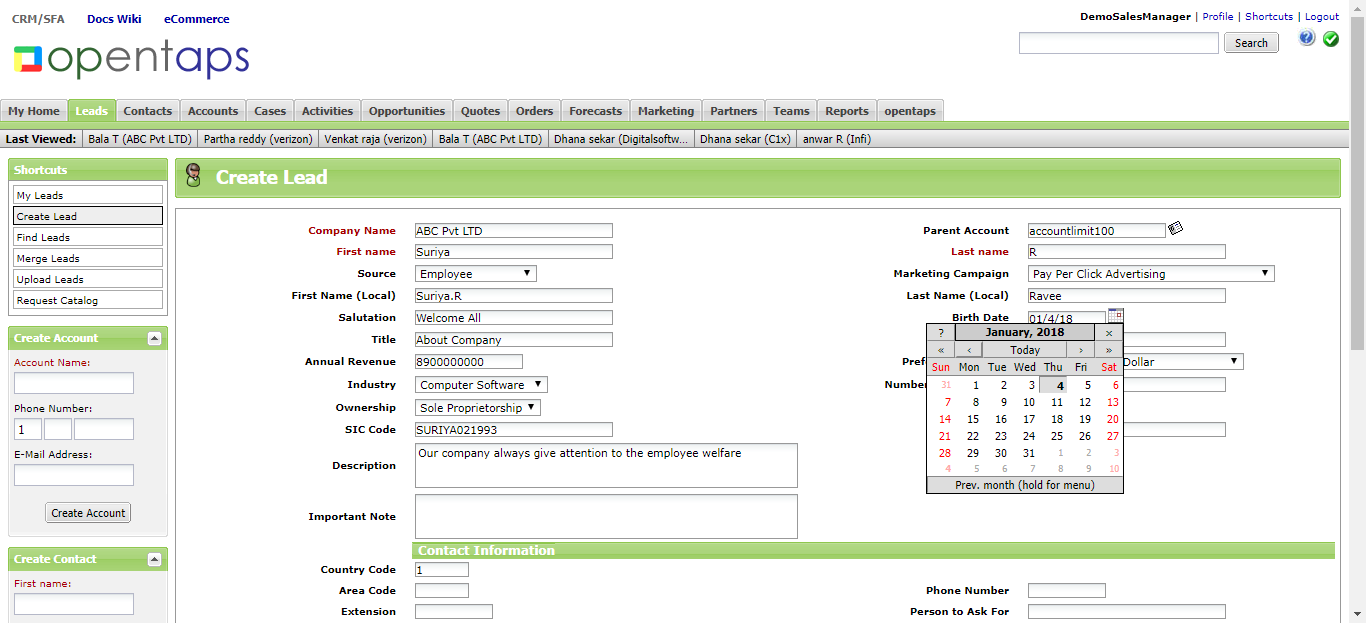 CRM/SFA Docs Wiki eCommerce
DemoSalesManager | Profile | Shortcuts | Logout
opentaps
Search
?
My Home Leads Contacts Accounts Cases Activities Opportunities Quotes Orders Forecasts Marketing Partners Teams Reports opentaps
Last Viewed: Bala T (ABC Pvt LTD) Partha reddy (verizon) Venkat raja (verizon) Bala T (ABC Pvt LTD) Dhana sekar (Digitalsoftw... Dhana sekar (C1x) anwar R (Infi)
Shortcuts
My Leads
Create Lead
Find Leads
Merge Leads
Upload Leads
Request Catalog
Create Account
Account Name:
Phone Number:
1
E-Mail Address:
Create Account
Create Contact
First name:
Create Lead
Company Name ABC Pvt LTD Parent Account accountlimit100
First name Suriya Last name R
Source Employee Marketing Campaign Pay Per Click Advertising
First Name (Local) Suriya.R Last Name (Local) Ravee
Salutation Welcome All Birth Date 01/4/18
Title About Company
Annual Revenue 8900000000 Pref Dollar
Industry Computer Software Number
Ownership Sole Proprietorship
SIC Code SURIYA021993
Description Our company always give attention to the employee welfare
Important Note
? January, 2018 ×
« ‹ Today › »
Sun Mon Tue Wed Thu Fri Sat
31 1 2 3 4 5 6
7 8 9 10 11 12 13
14 15 16 17 18 19 20
21 22 23 24 25 26 27
28 29 30 31 1 2 3
4 5 6 7 8 9 10
Prev. month (hold for menu)
Contact Information
Country Code 1
Area Code Phone Number
Extension Person to Ask For